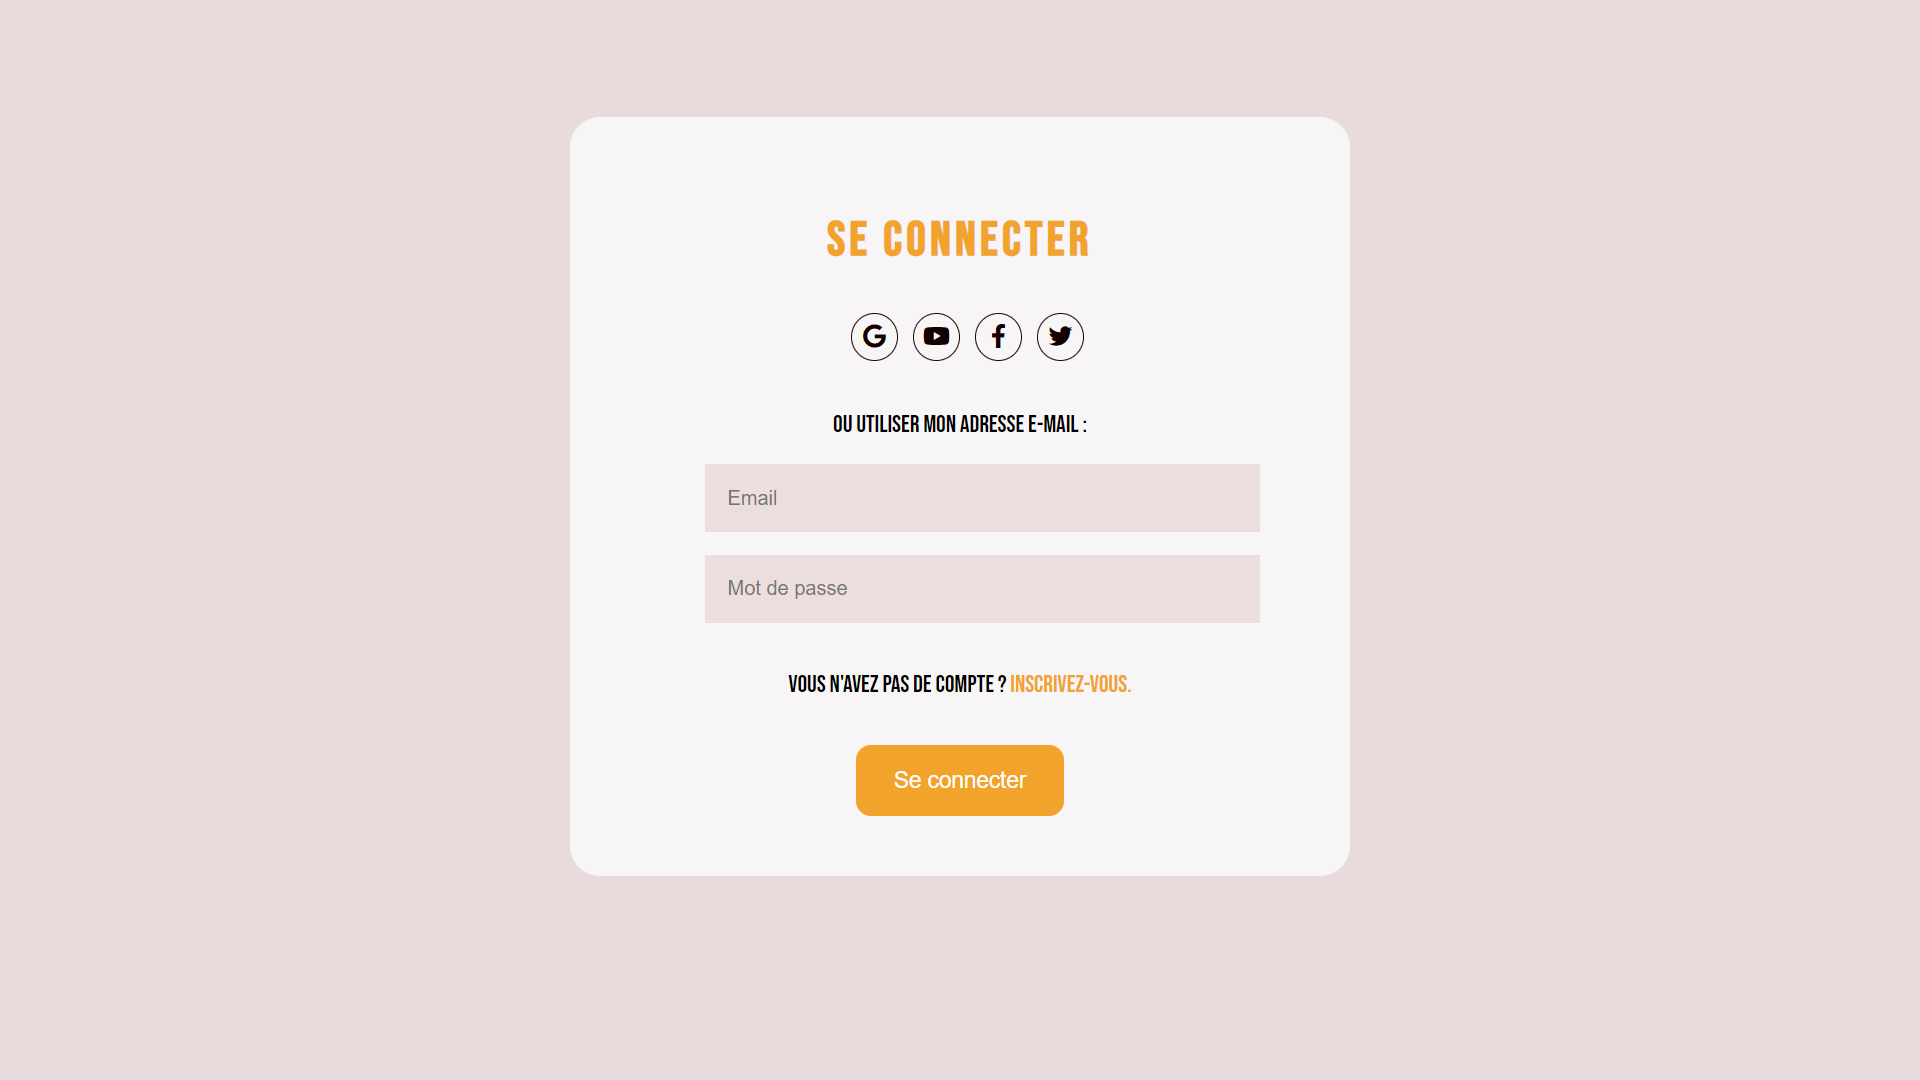 SE CONNECTER
OU UTILISER MON ADRESSE E-MAIL :
Email
Mot de passe
VOUS N'AVEZ PAS DE COMPTE ? INSCRIVEZ-VOUS.
Se connecter